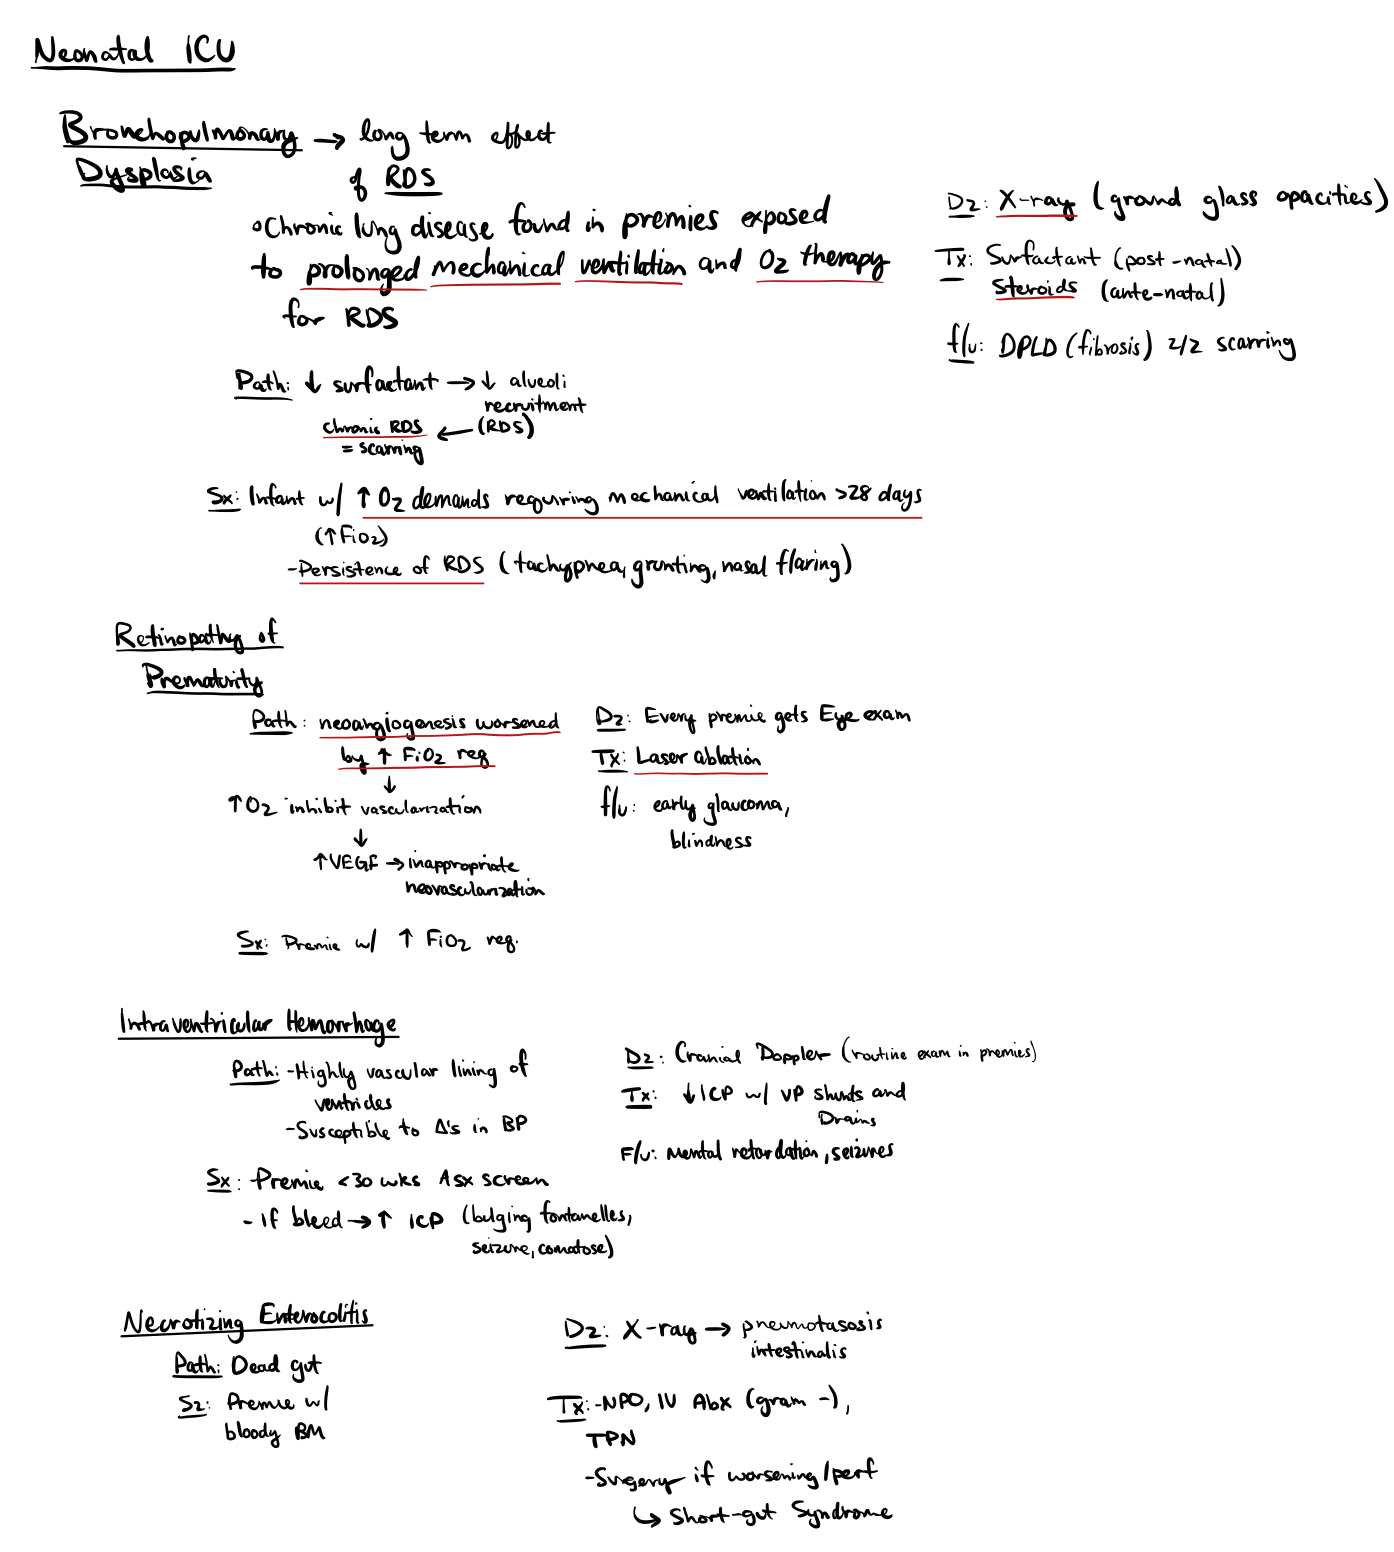 Neonatal ICU
Bronchopulmonary → long term effect
Dysplasia of RDS
◦Chronic lung disease found in premies exposed
to prolonged mechanical ventilation and O2 therapy
for RDS
Dz: X-ray (ground glass opacities)
Tx: Surfactant (post-natal)
Steroids (ante-natal)
f/u: DPLD (fibrosis) 2/2 scarring
Path: ↓ surfactant → ↓ alveoli
recruitment
chronic RDS ← (RDS)
= scarring
Sx: Infant w/ ↑ O2 demands requiring mechanical ventilation >28 days
(↑FiO2)
-Persistence of RDS (tachypnea, grunting, nasal flaring)
Retinopathy of
Prematurity
Path: neoangiogenesis worsened
by ↑ FiO2 req
↓
↑O2 inhibit vascularization
↓
↑VEGF → inappropriate
neovascularization
Sx: Premie w/ ↑ FiO2 req.
Dz: Every premie gets Eye exam
Tx: Laser ablation
f/u: early glaucoma,
blindness
Intraventricular Hemorrhage
Path: -Highly vascular lining of
ventricles
-Susceptible to Δ's in BP
Sx: Premie <30 wks Asx screen
- If bleed → ↑ ICP (bulging fontanelles,
seizure, comatose)
Dz: Cranial Doppler (routine exam in premies)
Tx: ↓ICP w/ VP shunts and
Drains
F/u: Mental retardation, seizures
Necrotizing Enterocolitis
Path: Dead gut
Sz: Premie w/
bloody BM
Dz: X-ray → pneumotasosis
intestinalis
Tx: -NPO, IV Abx (gram -),
TPN
-Surgery if worsening/perf
↳ Short-gut Syndrome